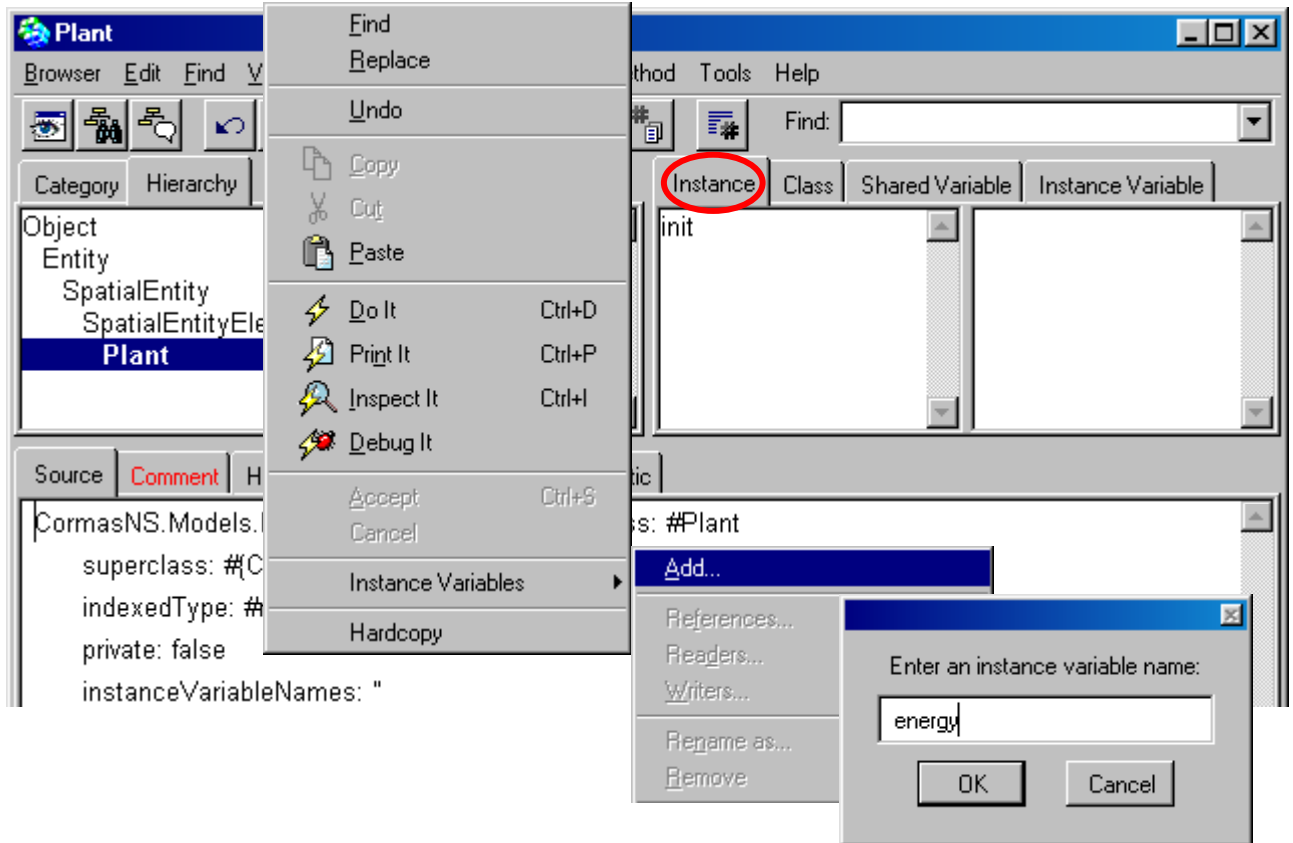 Plant
Browser Edit Find V
thod Tools Help
Find:
Category Hierarchy
Instance Class Shared Variable Instance Variable
Object
Entity
SpatialEntity
SpatialEntityEle
Plant
init
Find
Replace
Undo
Copy
Cut
Paste
Do It Ctrl+D
Print It Ctrl+P
Inspect It Ctrl+I
Debug It
Accept Ctrl+S
Cancel
Instance Variables
Hardcopy
Source Comment H
tic
CormasNS.Models.
ss: #Plant
superclass: #{C
indexedType: #
private: false
instanceVariableNames: "
Add...
References...
Readers...
Writers...
Rename as...
Remove
Enter an instance variable name:
energy
OK Cancel